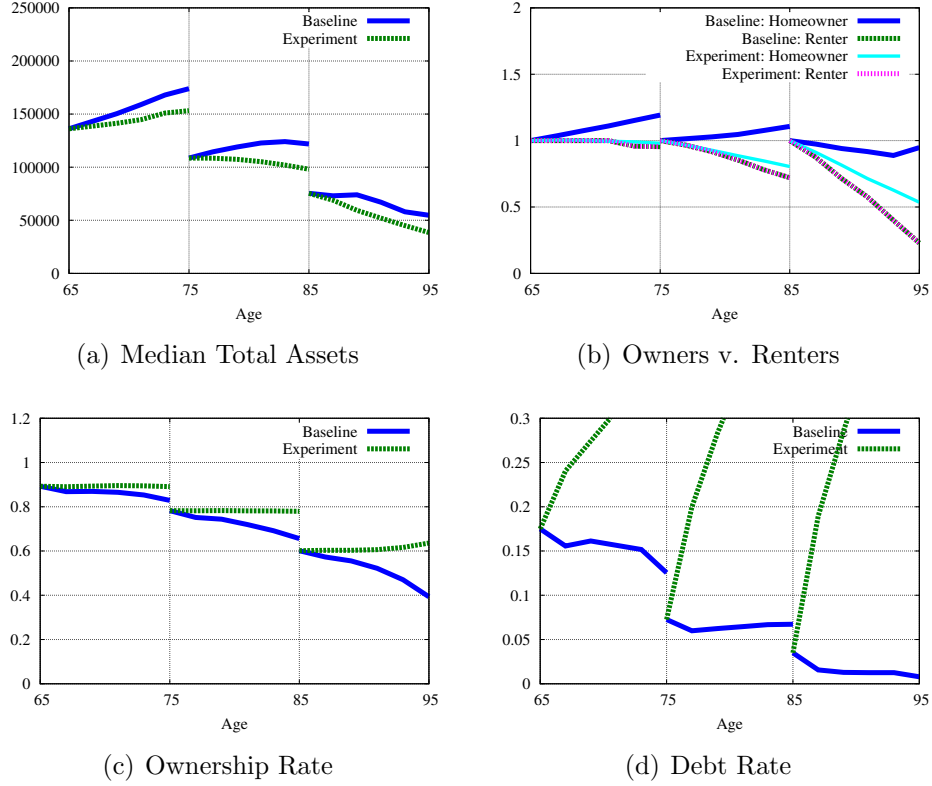 250000
200000
150000
100000
50000
0
65
75
85
95
Age
Baseline
Experiment
(a) Median Total Assets
2
1.5
1
0.5
0
65
75
85
95
Age
Baseline: Homeowner
Baseline: Renter
Experiment: Homeowner
Experiment: Renter
(b) Owners v. Renters
1.2
1
0.8
0.6
0.4
0.2
0
65
75
85
95
Age
Baseline
Experiment
(c) Ownership Rate
0.3
0.25
0.2
0.15
0.1
0.05
0
65
75
85
95
Age
Baseline
Experiment
(d) Debt Rate